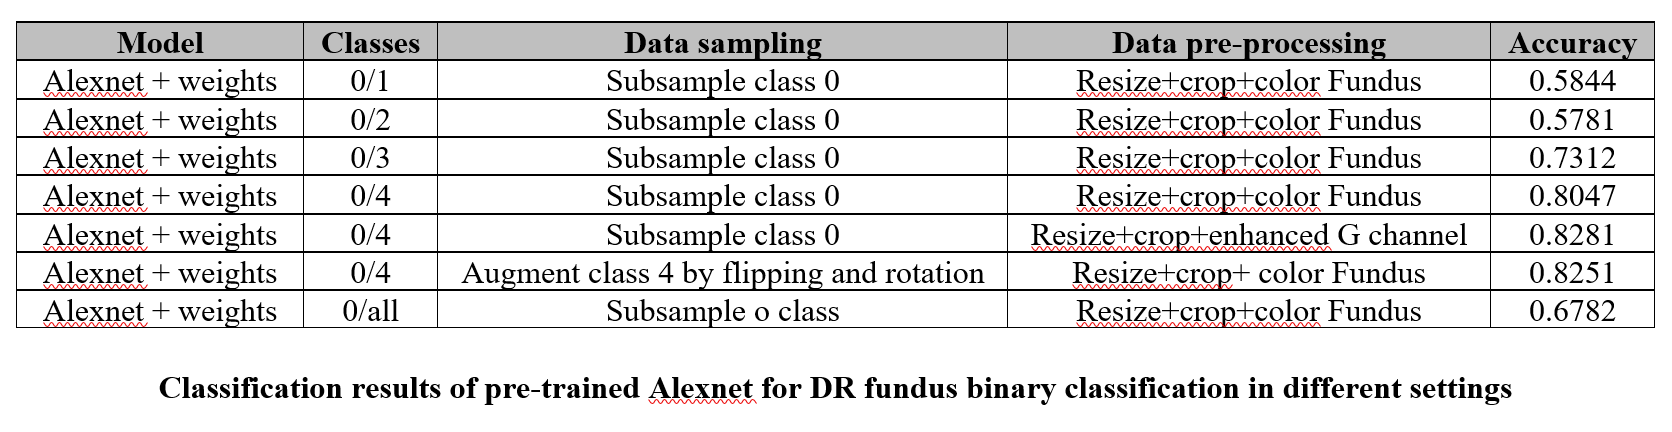 Model Classes Data sampling Data pre-processing Accuracy
Alexnet + weights 0/1 Subsample class 0 Resize+crop+color Fundus 0.5844
Alexnet + weights 0/2 Subsample class 0 Resize+crop+color Fundus 0.5781
Alexnet + weights 0/3 Subsample class 0 Resize+crop+color Fundus 0.7312
Alexnet + weights 0/4 Subsample class 0 Resize+crop+color Fundus 0.8047
Alexnet + weights 0/4 Subsample class 0 Resize+crop+enhanced G channel 0.8281
Alexnet + weights 0/4 Augment class 4 by flipping and rotation Resize+crop+ color Fundus 0.8251
Alexnet + weights 0/all Subsample o class Resize+crop+color Fundus 0.6782
Classification results of pre-trained Alexnet for DR fundus binary classification in different settings